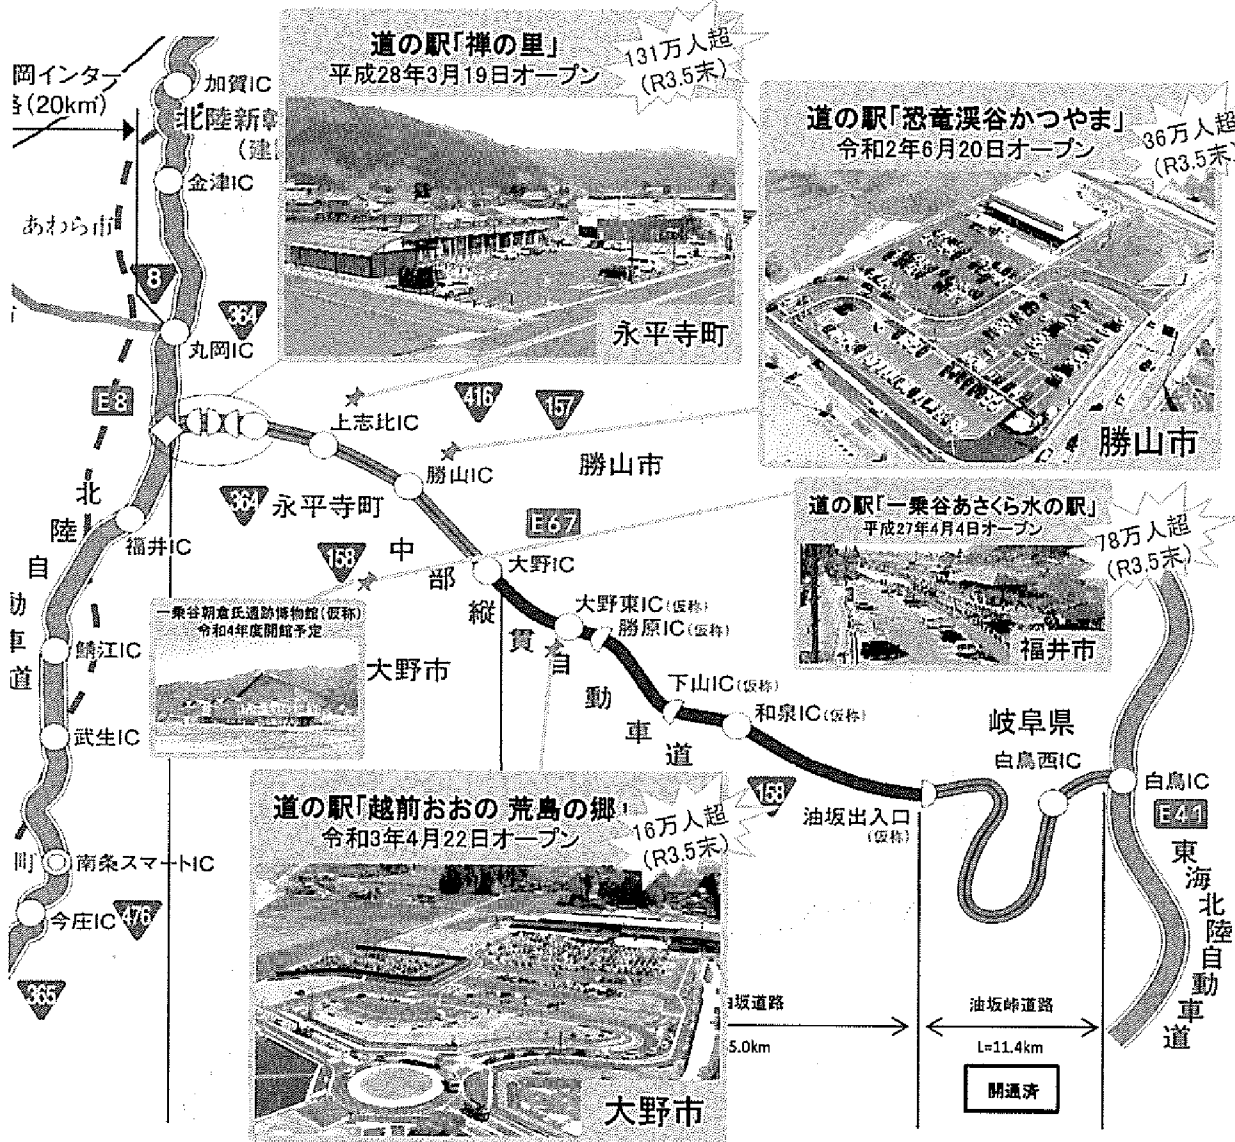 道の駅「禅の里」
平成28年3月19日オープン
131万人超
(R3.5末)
永平寺町
道の駅「恐竜渓谷かつやま」
令和2年6月20日オープン
36万人超
(R3.5末)
勝山市
岡インター
(20km)
加賀IC
北陸新幹
(建
金津IC
あわら市
8
364
丸岡IC
E8
上志比IC
416
157
勝山IC
勝山市
364
永平寺町
E67
北陸自動車道
福井IC
158
中部縦貫自動車道
大野IC
道の駅「一乗谷あさくら水の駅」
平成27年4月4日オープン
78万人超
(R3.5末)
福井市
一乗谷朝倉氏遺跡博物館(仮称)
令和4年度開館予定
大野東IC(仮称)
勝原IC(仮称)
鯖江IC
大野市
下山IC(仮称)
和泉IC(仮称)
武生IC
岐阜県
白鳥西IC
白鳥IC
158
油坂出入口
(仮称)
E41
東海北陸自動車道
道の駅「越前おおの 荒島の郷
令和3年4月22日オープン
16万人超
(R3.5末)
大野市
町
南条スマートIC
今庄IC
476
365
坂道路
5.0km
油坂峠道路
L=11.4km
開通済